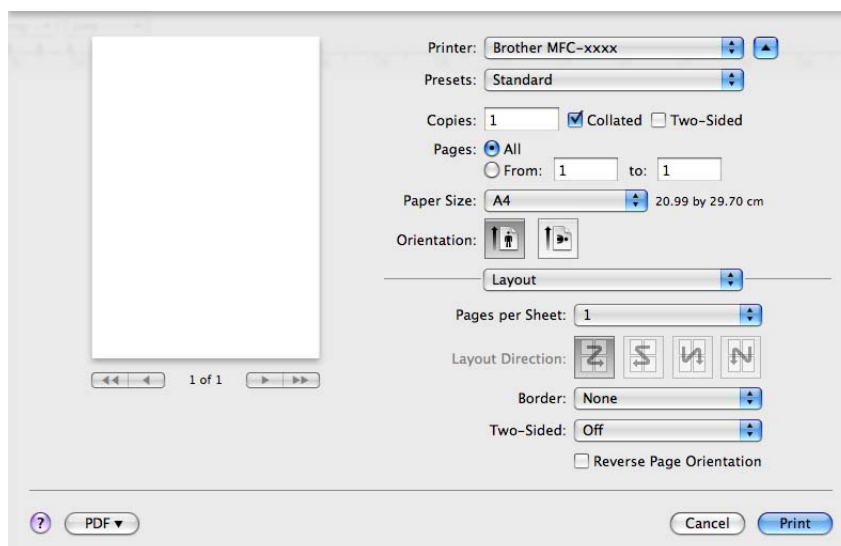 Printer: Brother MFC-xxxx
Presets: Standard
Copies: 1 Collated Two-Sided
Pages: All
From: 1 to: 1
Paper Size: A4 20.99 by 29.70 cm
Orientation:
Layout
Pages per Sheet: 1
Layout Direction:
Border: None
Two-Sided: Off
Reverse Page Orientation
1 of 1
? PDF Cancel Print